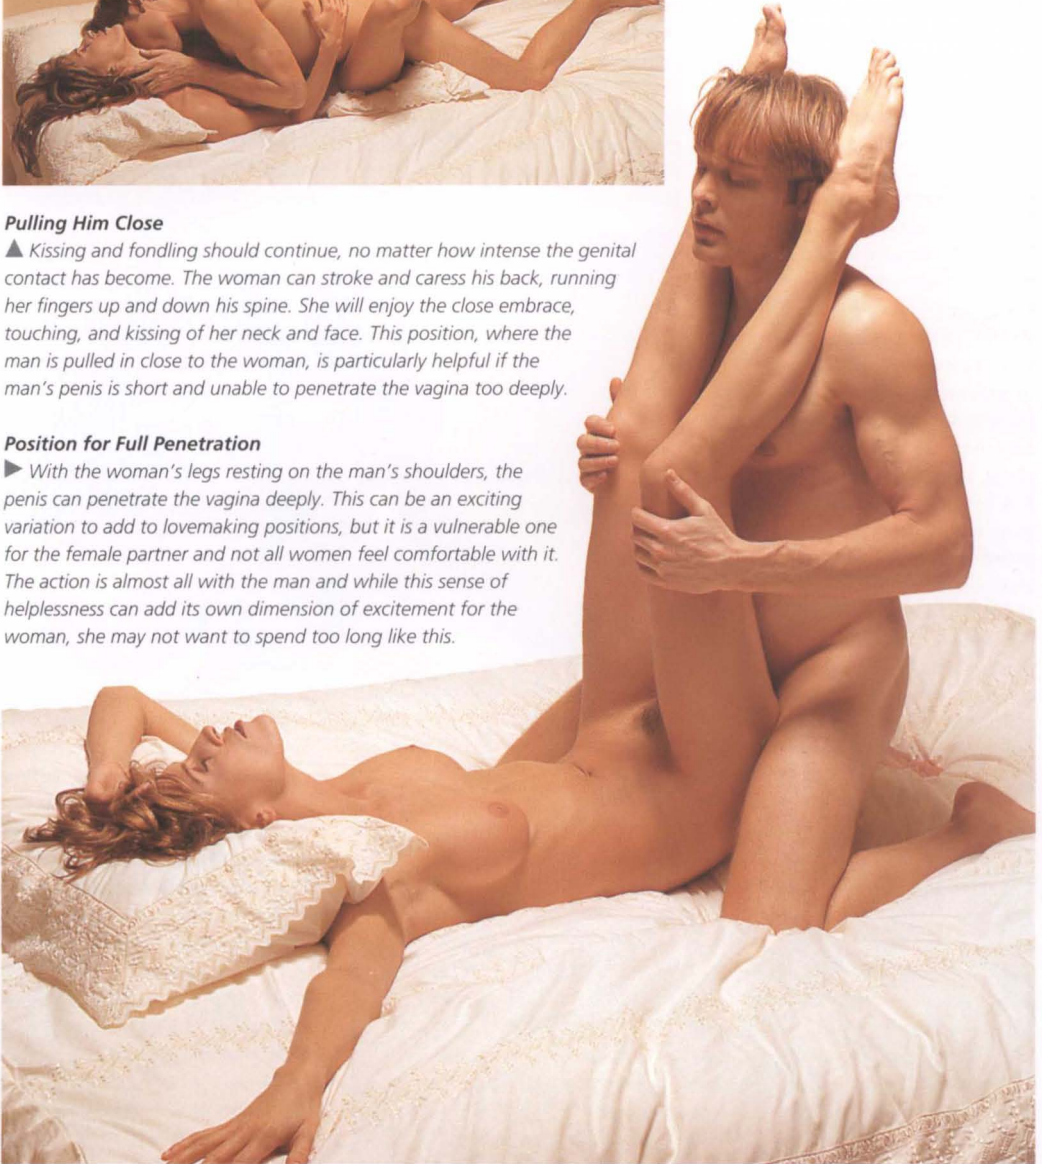 Pulling Him Close
▲ Kissing and fondling should continue, no matter how intense the genital
contact has become. The woman can stroke and caress his back, running
her fingers up and down his spine. She will enjoy the close embrace,
touching, and kissing of her neck and face. This position, where the
man is pulled in close to the woman, is particularly helpful if the
man's penis is short and unable to penetrate the vagina too deeply.
Position for Full Penetration
▶ With the woman's legs resting on the man's shoulders, the
penis can penetrate the vagina deeply. This can be an exciting
variation to add to lovemaking positions, but it is a vulnerable one
for the female partner and not all women feel comfortable with it.
The action is almost all with the man and while this sense of
helplessness can add its own dimension of excitement for the
woman, she may not want to spend too long like this.